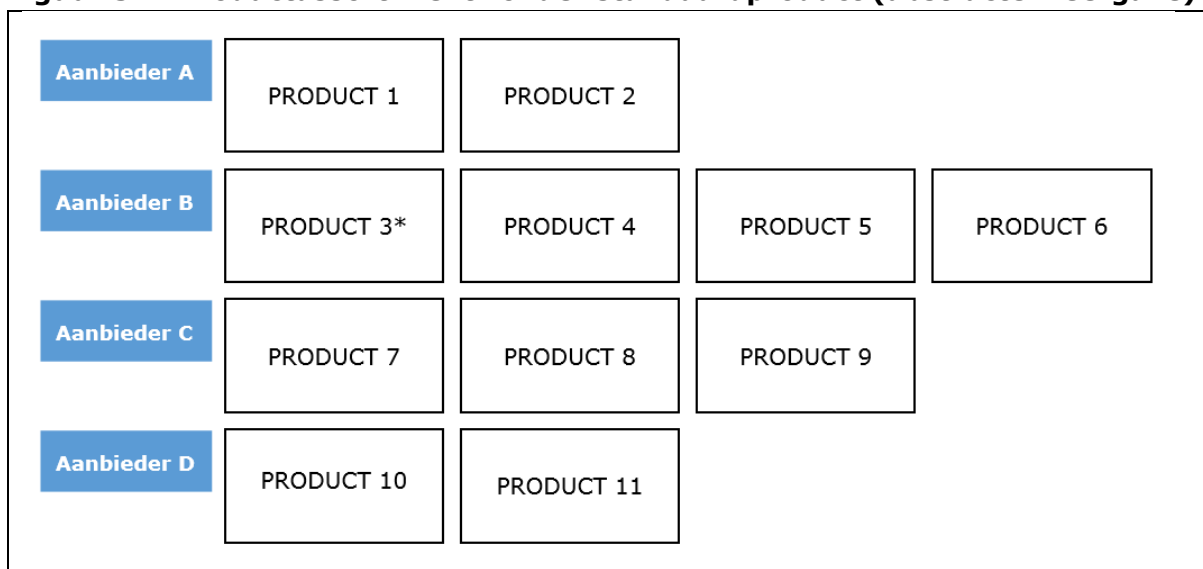 Aanbieder A
PRODUCT 1 PRODUCT 2
Aanbieder B
PRODUCT 3* PRODUCT 4 PRODUCT 5 PRODUCT 6
Aanbieder C
PRODUCT 7 PRODUCT 8 PRODUCT 9
Aanbieder D
PRODUCT 10 PRODUCT 11